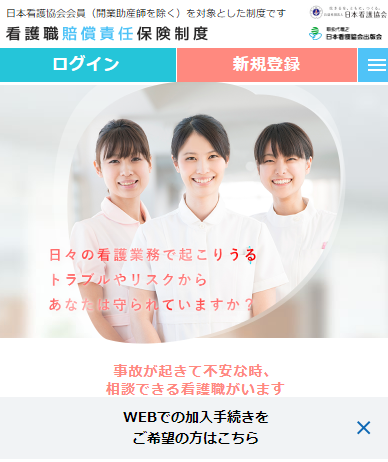 日本看護協会会員（開業助産師を除く）を対象とした制度です
看護職賠償責任保険制度
日本看護協会
日本看護協会出版会
ログイン
新規登録
日々の看護業務で起こりうる
トラブルやリスクから
あなたは守られていますか？
事故が起きて不安な時、
相談できる看護職がいます
WEBでの加入手続きを
ご希望の方はこちら